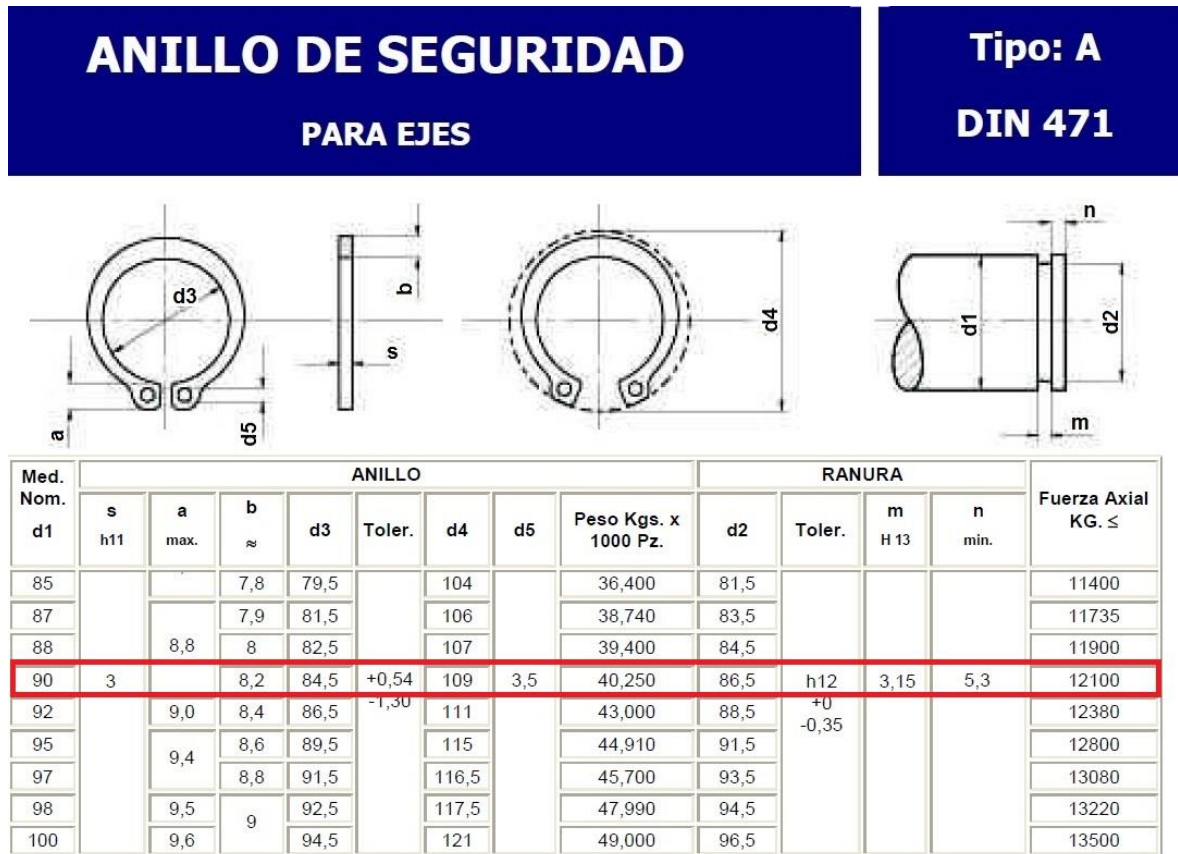 ANILLO DE SEGURIDAD
PARA EJES
Tipo: A
DIN 471
d3
a
d5
s
b
d4
n
d1
d2
m
Med. Nom. d1
ANILLO
RANURA
Fuerza Axial KG. ≤
s h11
a max.
b ≈
d3
Toler.
d4
d5
Peso Kgs. x 1000 Pz.
d2
Toler.
m H 13
n min.
85 7,8 79,5 104 36,400 81,5 11400
87 7,9 81,5 106 38,740 83,5 11735
88 8,8 8 82,5 107 39,400 84,5 11900
90 3 8,2 84,5 +0,54 109 3,5 40,250 86,5 h12 3,15 5,3 12100
-1,30 +0
92 9,0 8,4 86,5 111 43,000 88,5 12380
-0,35
95 8,6 89,5 115 44,910 91,5 12800
9,4
97 8,8 91,5 116,5 45,700 93,5 13080
98 9,5 92,5 117,5 47,990 94,5 13220
9
100 9,6 94,5 121 49,000 96,5 13500